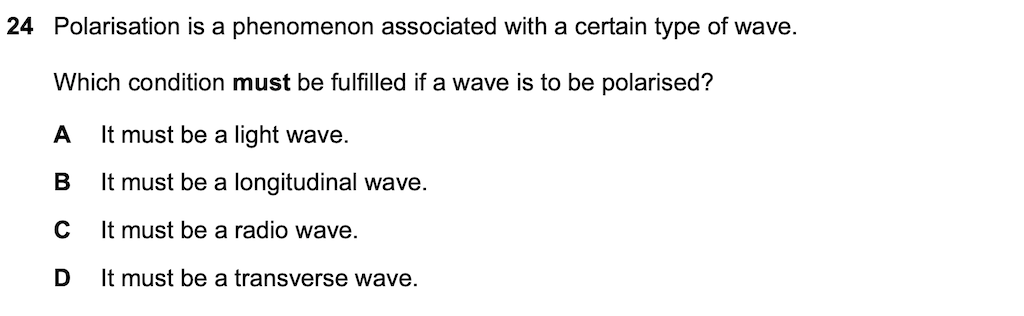 24 Polarisation is a phenomenon associated with a certain type of wave.
Which condition must be fulfilled if a wave is to be polarised?
A It must be a light wave.
B It must be a longitudinal wave.
C It must be a radio wave.
D It must be a transverse wave.